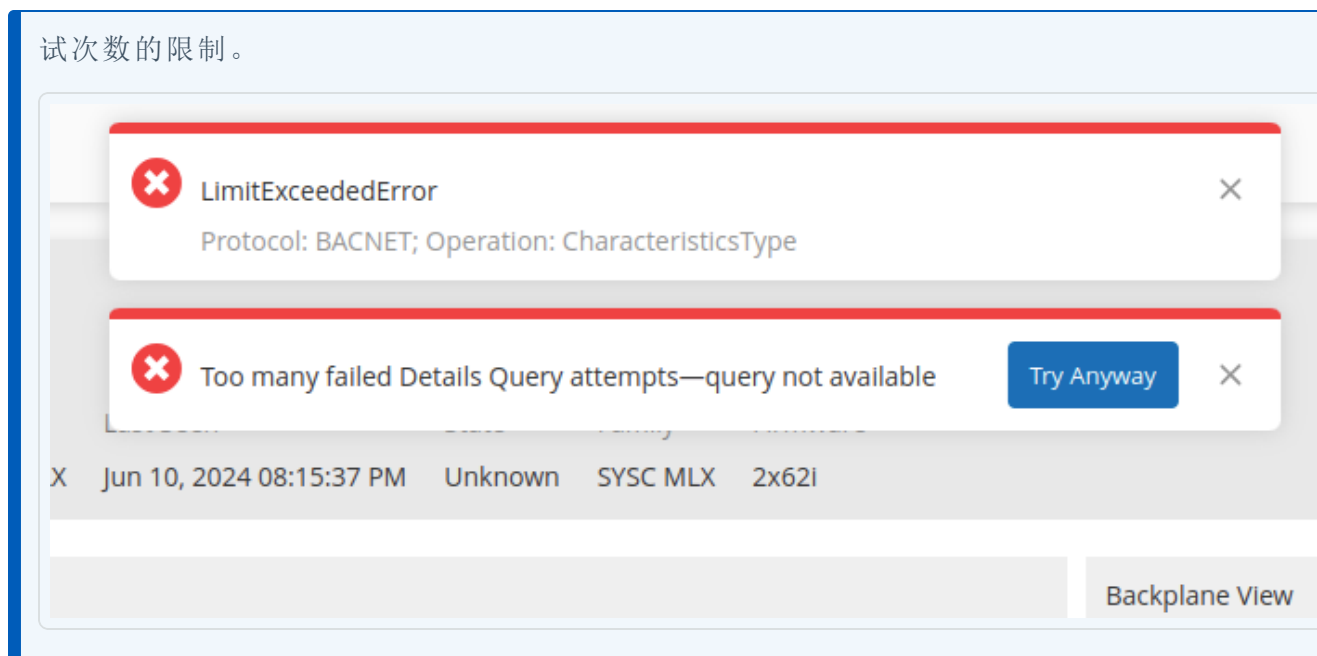 试次数的限制。
LimitExceededError
Protocol: BACNET; Operation: CharacteristicsType
Too many failed Details Query attempts—query not available Try Anyway
X Jun 10, 2024 08:15:37 PM Unknown SYSC MLX 2x62i
Backplane View